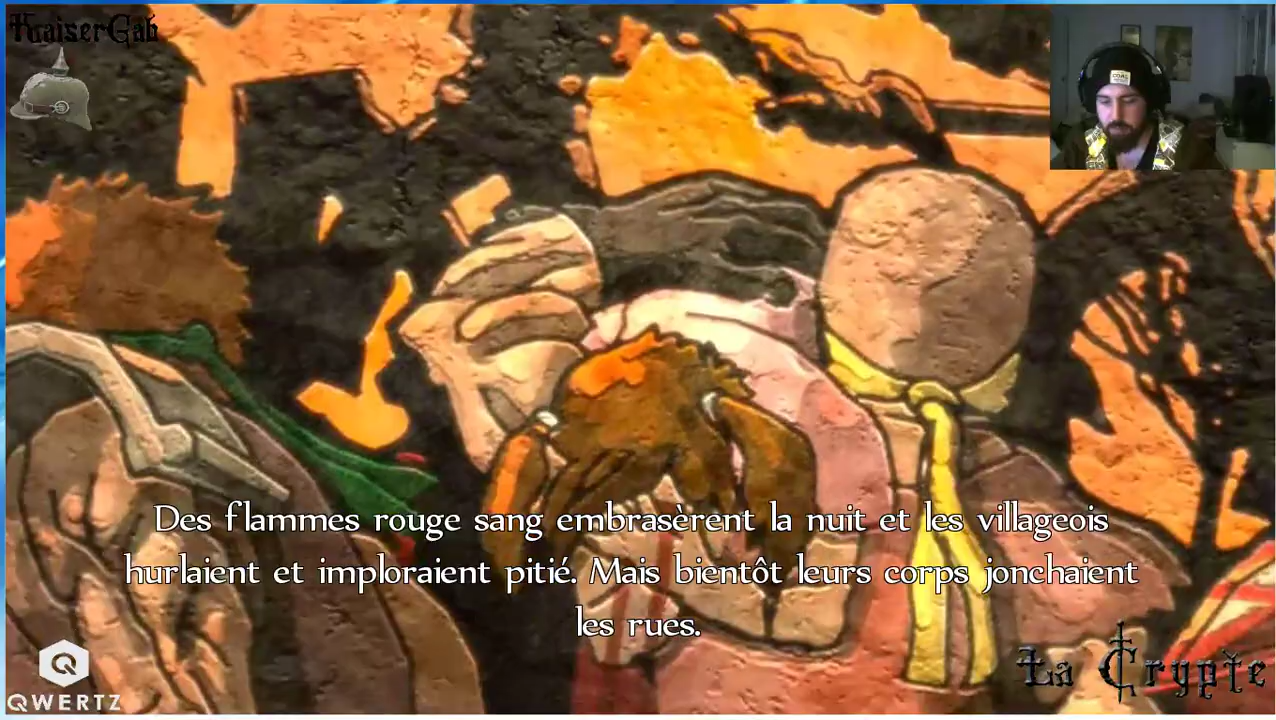 KaiserGab
Des flammes rouge sang embrasèrent la nuit et les villageois
hurlaient et imploraient pitié. Mais bientôt leurs corps jonchaient
les rues.
QWERTZ
La Crypte